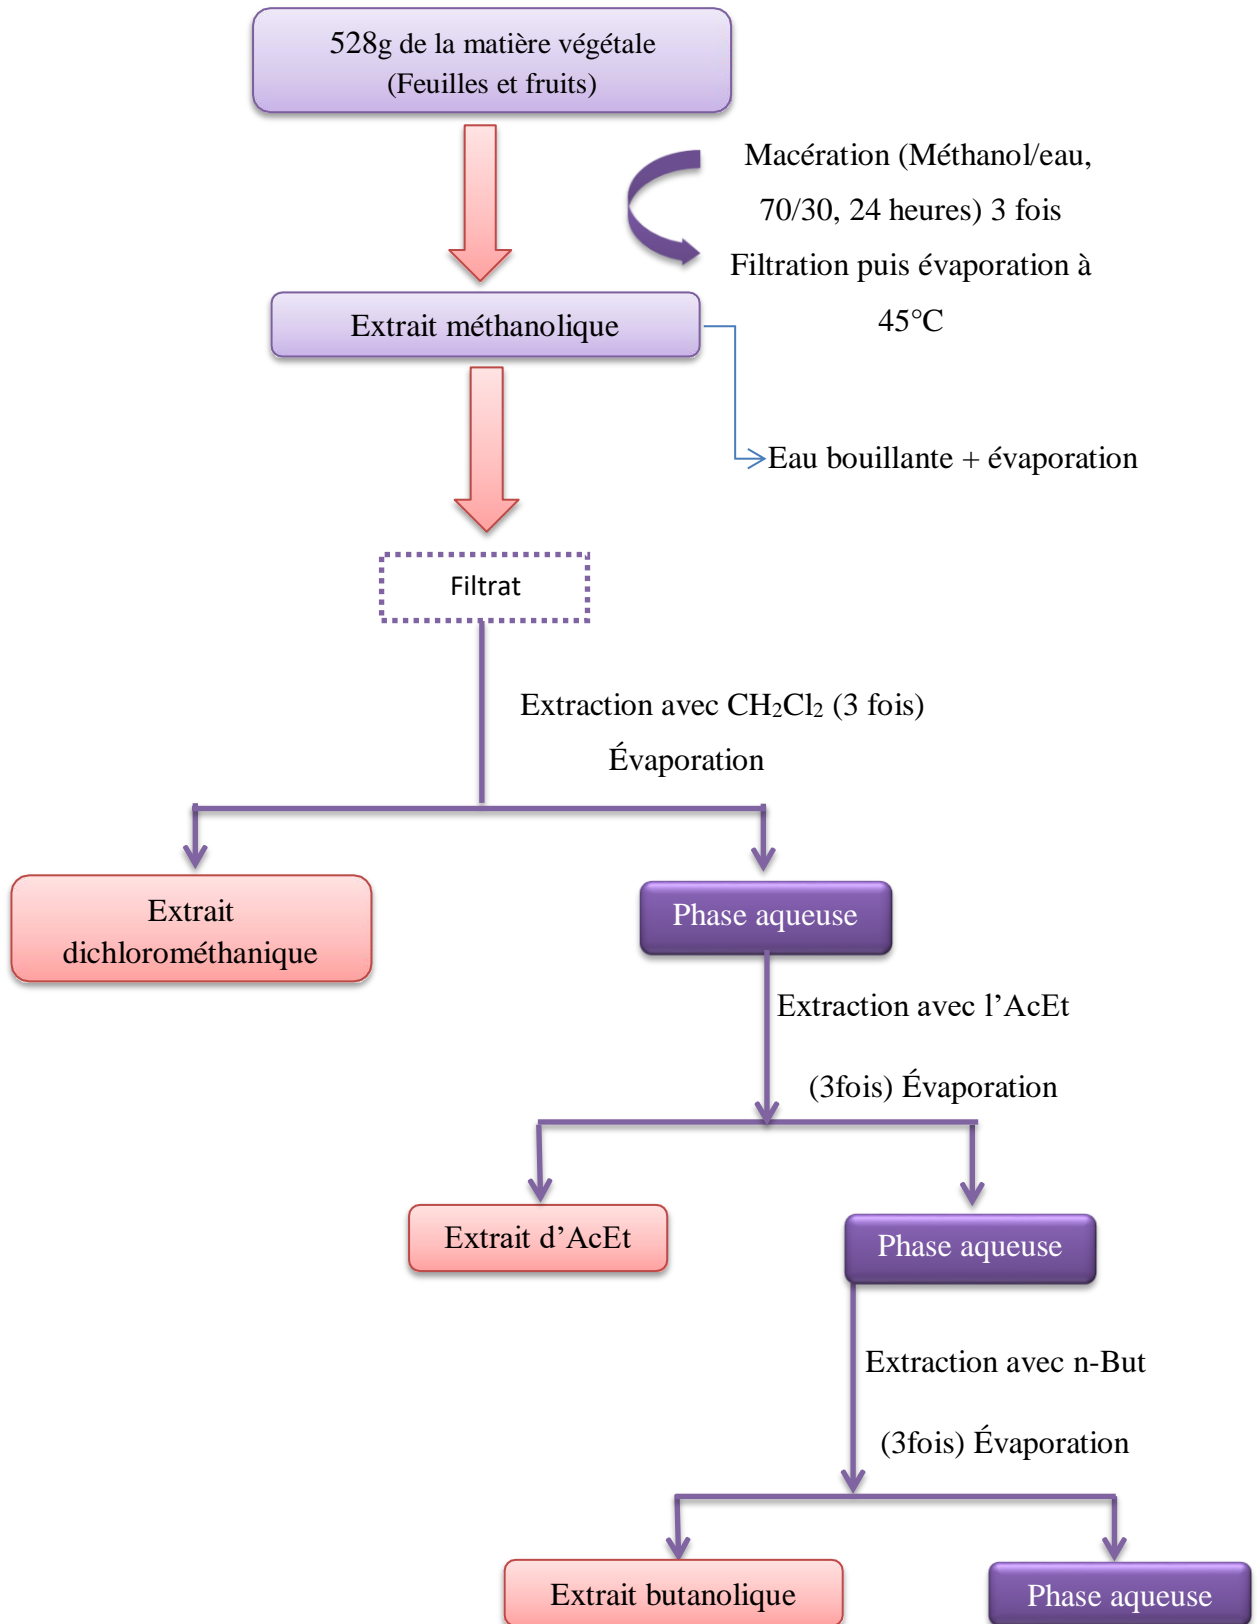 528g de la matière végétale
(Feuilles et fruits)
Macération (Méthanol/eau,
70/30, 24 heures) 3 fois
Filtration puis évaporation à
45°C
Extrait méthanolique
Eau bouillante + évaporation
Filtrat
Extraction avec CH₂Cl₂ (3 fois)
Évaporation
Extrait
dichlorométhanique
Phase aqueuse
Extraction avec l’AcEt
(3fois) Évaporation
Extrait d’AcEt
Phase aqueuse
Extraction avec n-But
(3fois) Évaporation
Extrait butanolique
Phase aqueuse